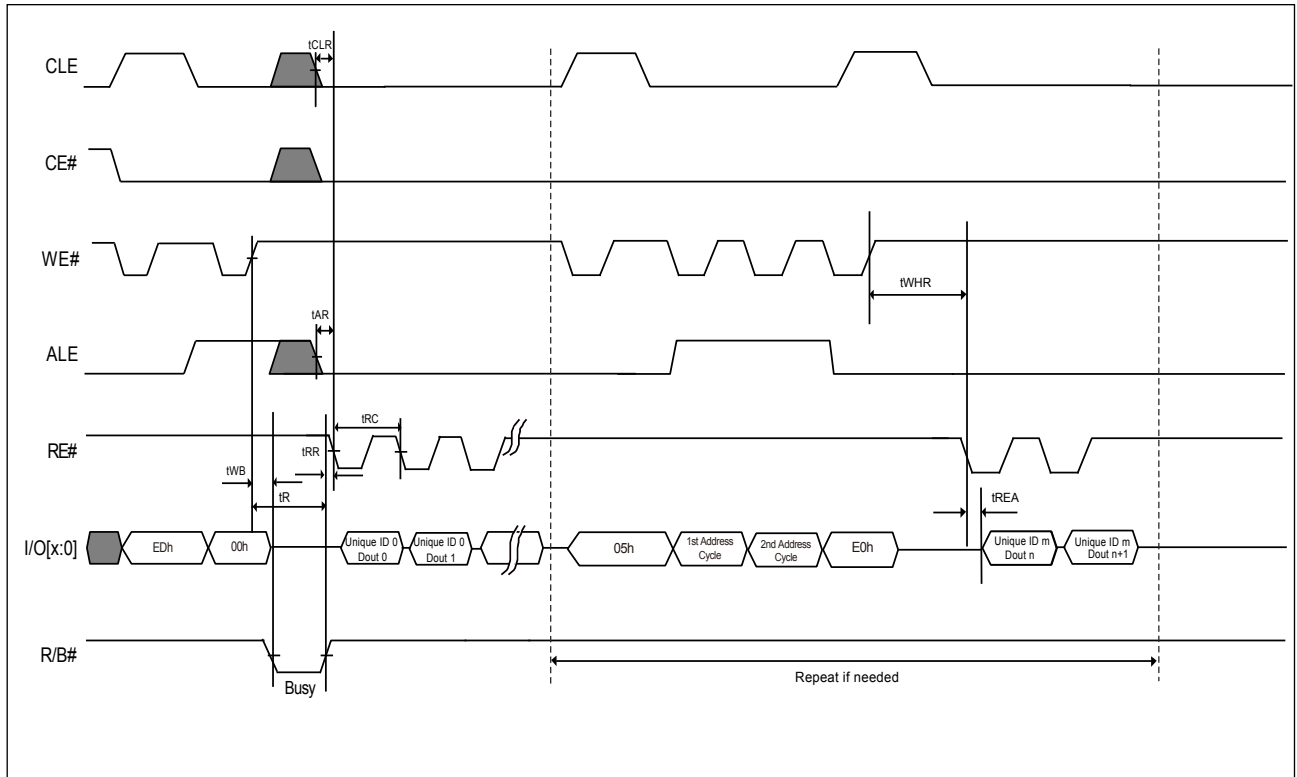 tCLR
CLE
CE#
WE#
tWHR
tAR
ALE
tRC
RE#
tRR
tWB
tR
tREA
I/O[x:0]
EDh
00h
Unique ID 0
Dout 0
Unique ID 0
Dout 1
05h
1st Address
Cycle
2nd Address
Cycle
E0h
Unique ID m
Dout n
Unique ID m
Dout n+1
R/B#
Busy
Repeat if needed